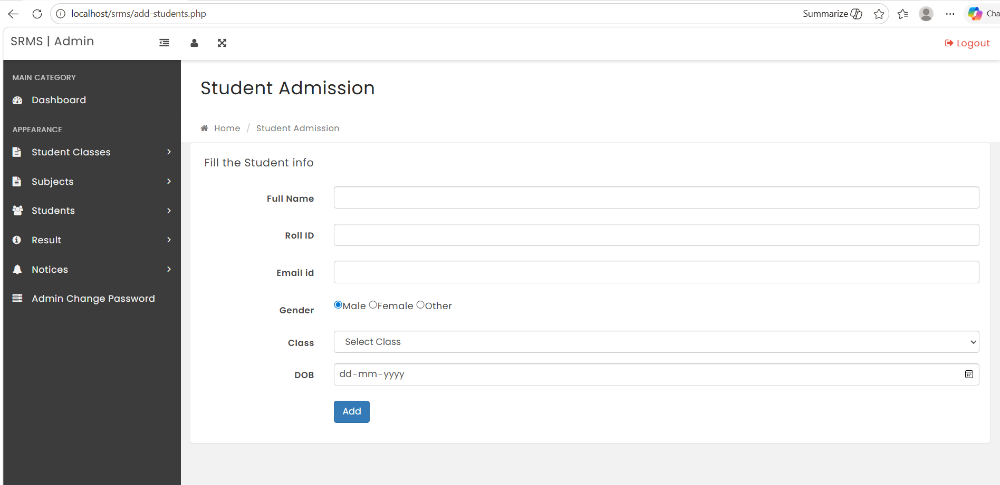 localhost/srms/add-students.php
Summarize
Cha
SRMS | Admin
Logout
MAIN CATEGORY
Dashboard
APPEARANCE
Student Classes
Subjects
Students
Result
Notices
Admin Change Password
Student Admission
Home / Student Admission
Fill the Student info
Full Name
Roll ID
Email id
Gender
Male Female Other
Class
Select Class
DOB
dd-mm-yyyy
Add